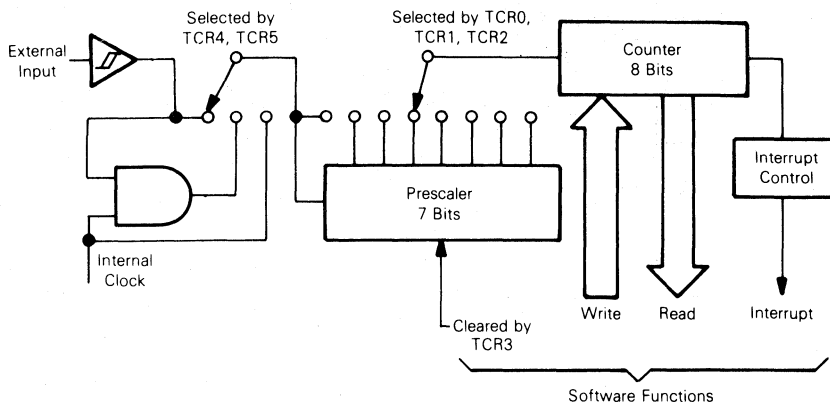 Selected by
TCR4, TCR5
Selected by TCR0,
TCR1, TCR2
External
Input
Counter
8 Bits
Interrupt
Control
Prescaler
7 Bits
Internal
Clock
Cleared by
TCR3
Write
Read
Interrupt
Software Functions